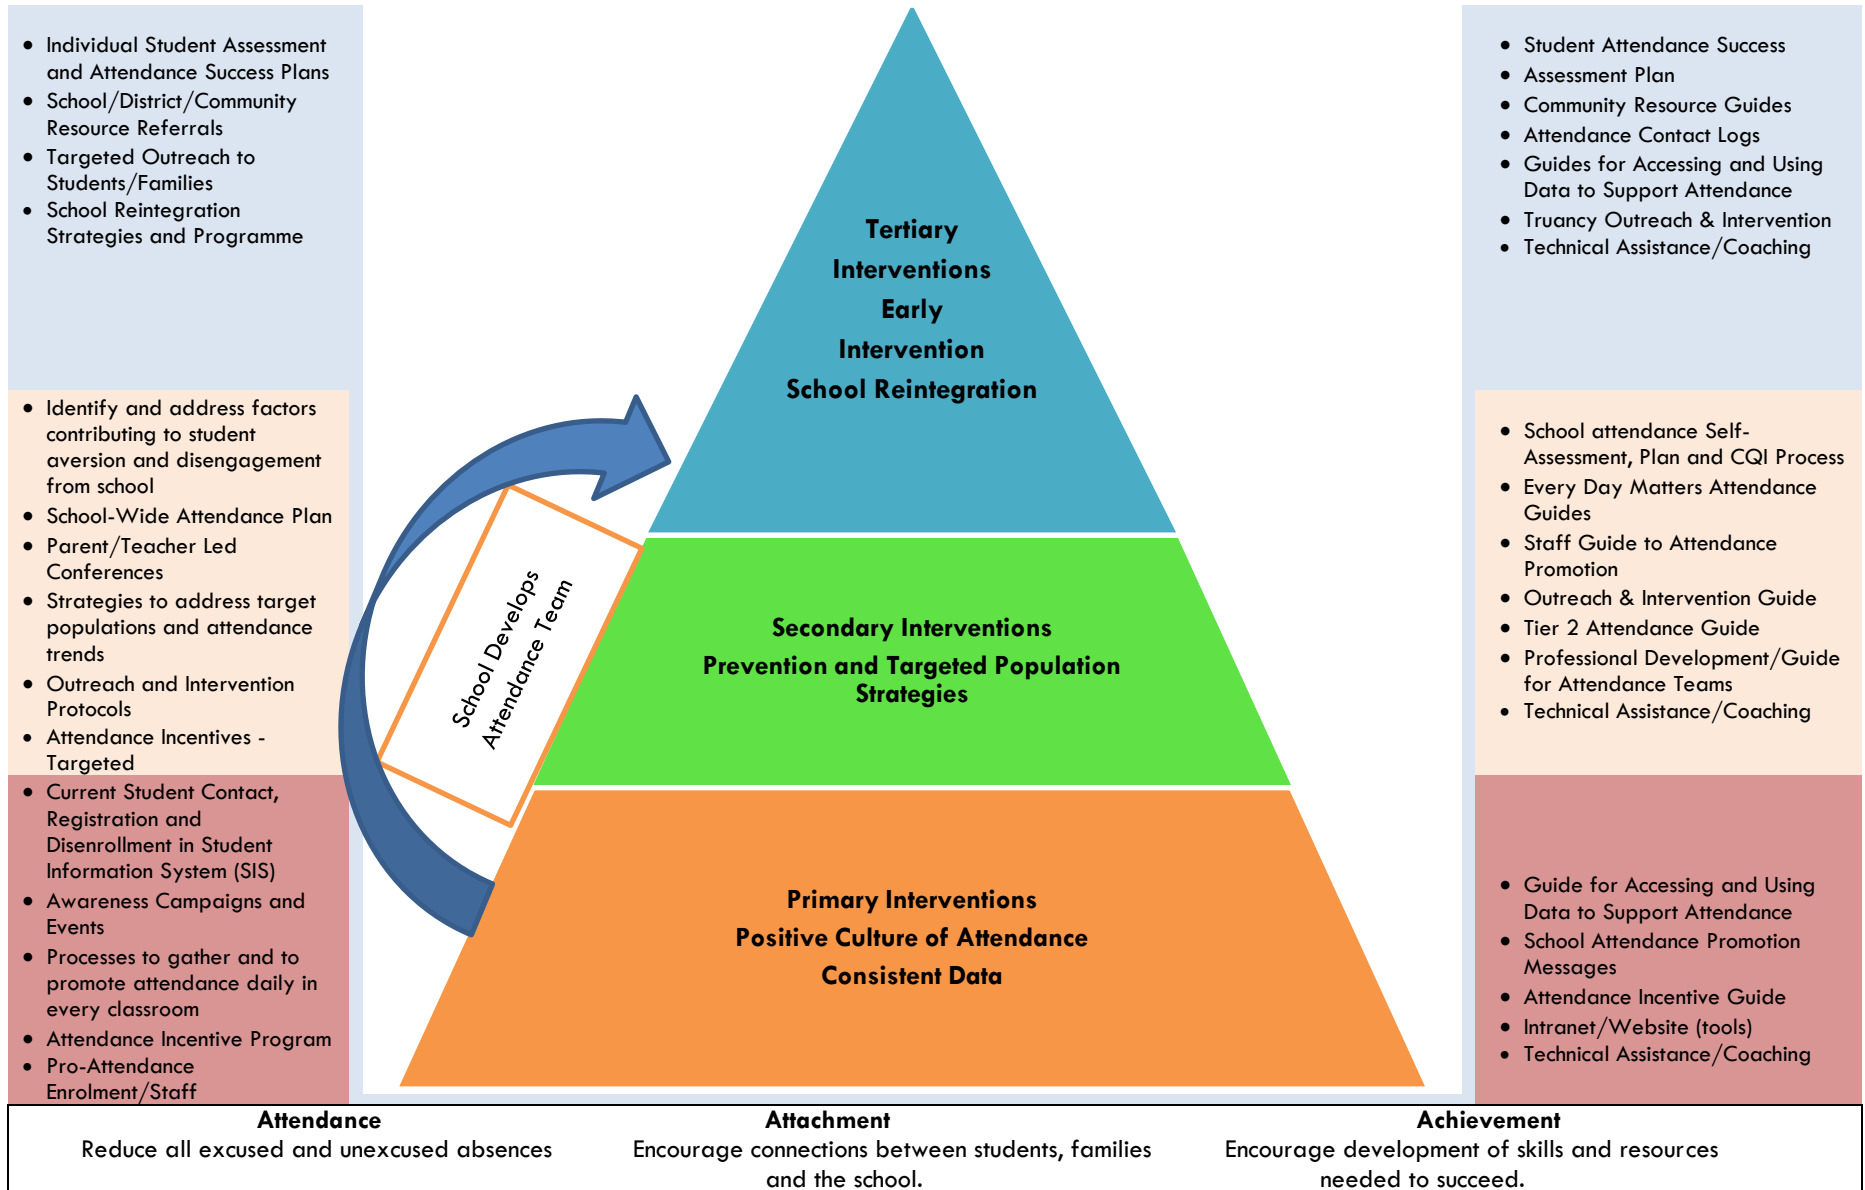 • Individual Student Assessment
and Attendance Success Plans
• School/District/Community
Resource Referrals
• Targeted Outreach to
Students/Families
• School Reintegration
Strategies and Programme
• Identify and address factors
contributing to student
aversion and disengagement
from school
• School-Wide Attendance Plan
• Parent/Teacher Led
Conferences
• Strategies to address target
populations and attendance
trends
• Outreach and Intervention
Protocols
• Attendance Incentives -
Targeted
• Current Student Contact,
Registration and
Disenrollment in Student
Information System (SIS)
• Awareness Campaigns and
Events
• Processes to gather and to
promote attendance daily in
every classroom
• Attendance Incentive Program
• Pro-Attendance
Enrolment/Staff
School Develops
Attendance Team
Tertiary
Interventions
Early
Intervention
School Reintegration
Secondary Interventions
Prevention and Targeted Population
Strategies
Primary Interventions
Positive Culture of Attendance
Consistent Data
• Student Attendance Success
• Assessment Plan
• Community Resource Guides
• Attendance Contact Logs
• Guides for Accessing and Using
Data to Support Attendance
• Truancy Outreach & Intervention
• Technical Assistance/Coaching
• School attendance Self-
Assessment, Plan and CQI Process
• Every Day Matters Attendance
Guides
• Staff Guide to Attendance
Promotion
• Outreach & Intervention Guide
• Tier 2 Attendance Guide
• Professional Development/Guide
for Attendance Teams
• Technical Assistance/Coaching
• Guide for Accessing and Using
Data to Support Attendance
• School Attendance Promotion
Messages
• Attendance Incentive Guide
• Intranet/Website (tools)
• Technical Assistance/Coaching
Attendance
Reduce all excused and unexcused absences
Attachment
Encourage connections between students, families
and the school.
Achievement
Encourage development of skills and resources
needed to succeed.